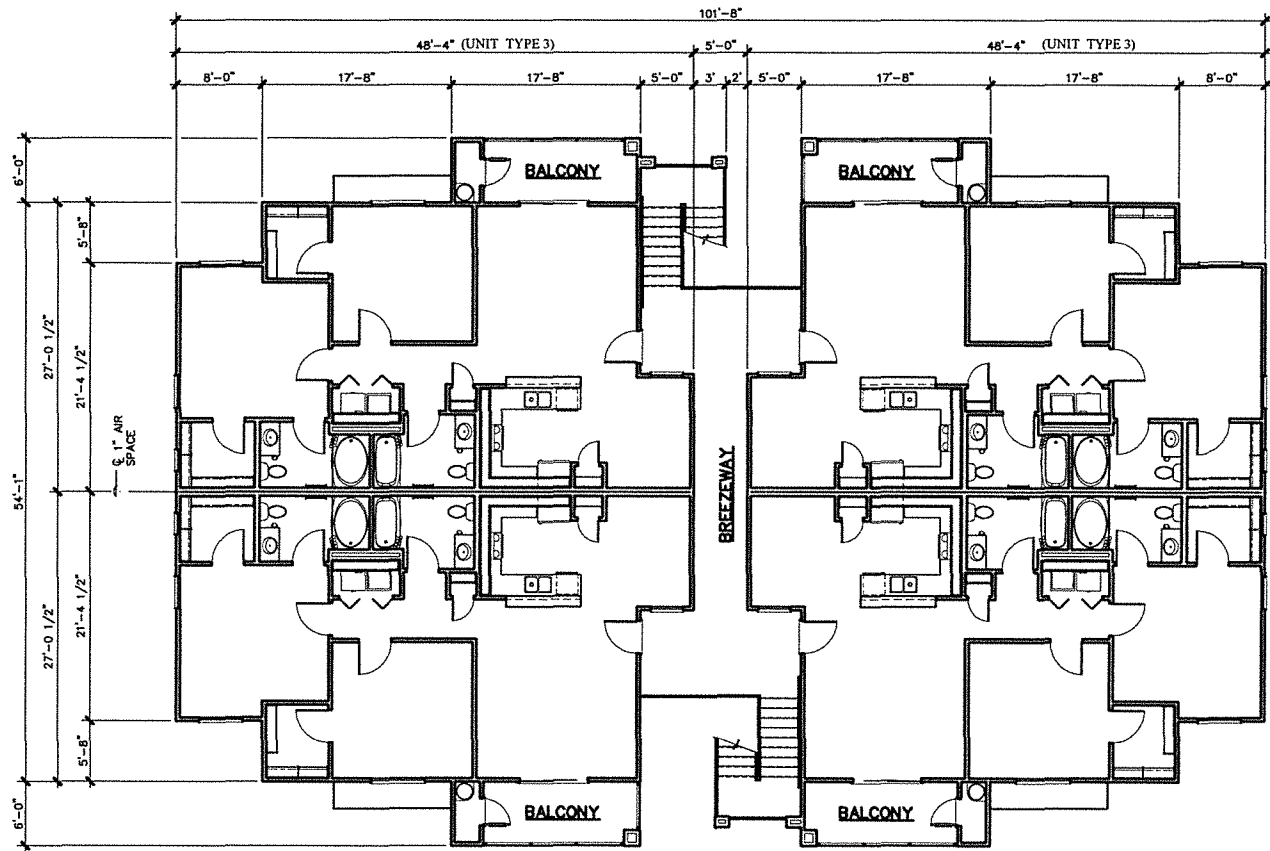 101'-8"
48'-4" (UNIT TYPE 3) 5'-0" 48'-4" (UNIT TYPE 3)
8'-0" 17'-8" 17'-8" 5'-0" 3' 2' 5'-0" 17'-8" 17'-8" 8'-0"
6'-0"
BALCONY
BALCONY
5'-8"
27'-0 1/2"
21'-4 1/2"
℄ 1" AIR
SPACE
54'-1"
BREEZEWAY
21'-4 1/2"
27'-0 1/2"
5'-8"
6'-0"
BALCONY
BALCONY